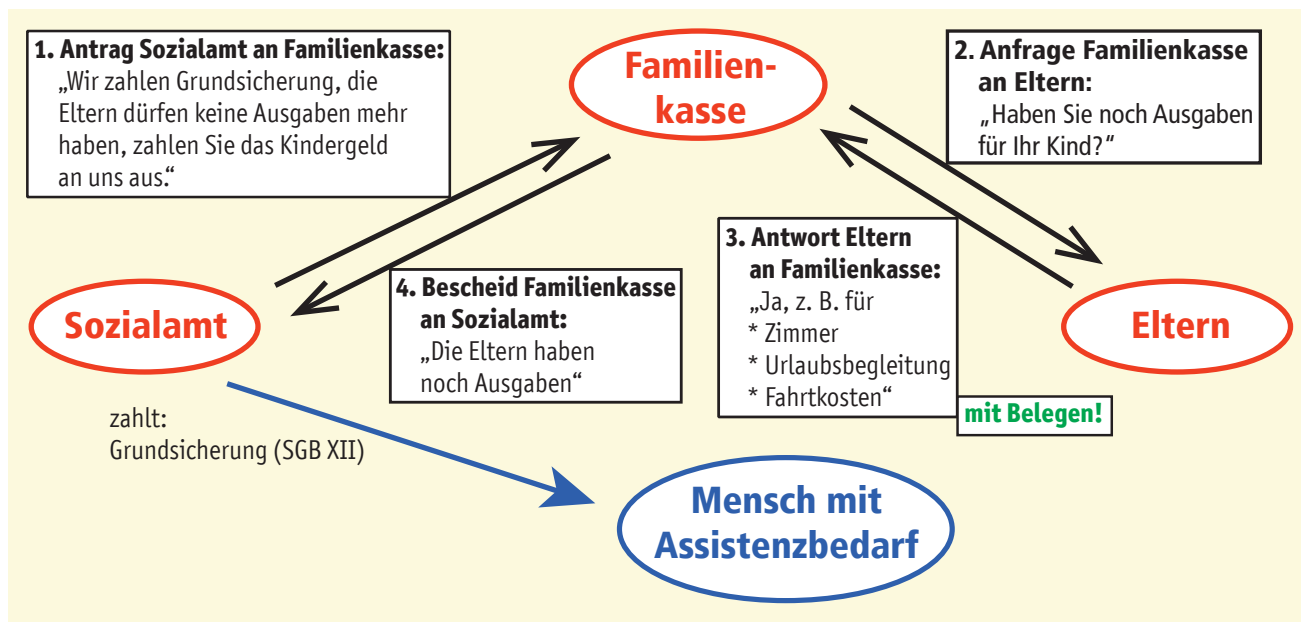 1. Antrag Sozialamt an Familienkasse:
„Wir zahlen Grundsicherung, die
Eltern dürfen keine Ausgaben mehr
haben, zahlen Sie das Kindergeld
an uns aus.“
Familien-
kasse
2. Anfrage Familienkasse
an Eltern:
„Haben Sie noch Ausgaben
für Ihr Kind?“
3. Antwort Eltern
an Familienkasse:
„Ja, z. B. für
* Zimmer
* Urlaubsbegleitung
* Fahrtkosten“
mit Belegen!
4. Bescheid Familienkasse
an Sozialamt:
„Die Eltern haben
noch Ausgaben“
Sozialamt
Eltern
zahlt:
Grundsicherung (SGB XII)
Mensch mit
Assistenzbedarf